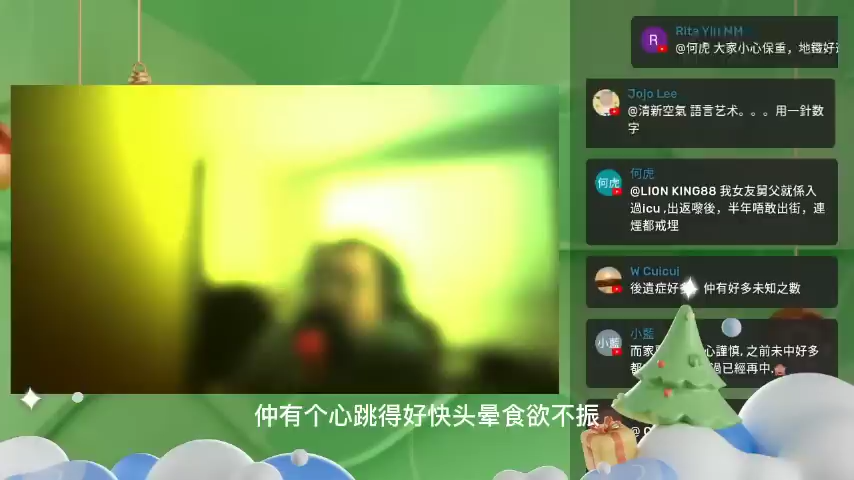 R
Rita Yiu NM
@何虎 大家小心保重，地鐵好
Jojo Lee
@清新空氣 語言艺术。。。用一針數
字
何虎
何虎
@LION KING88 我女友舅父就係入
過icu ,出返嚟後，半年唔敢出街，連
煙都戒埋
W Cuicui
後遺症好 仲有好多未知之數
小藍
小藍
而家 心謹慎, 之前未中好多
都 過已經再中,
仲有个心跳得好快头晕食欲不振